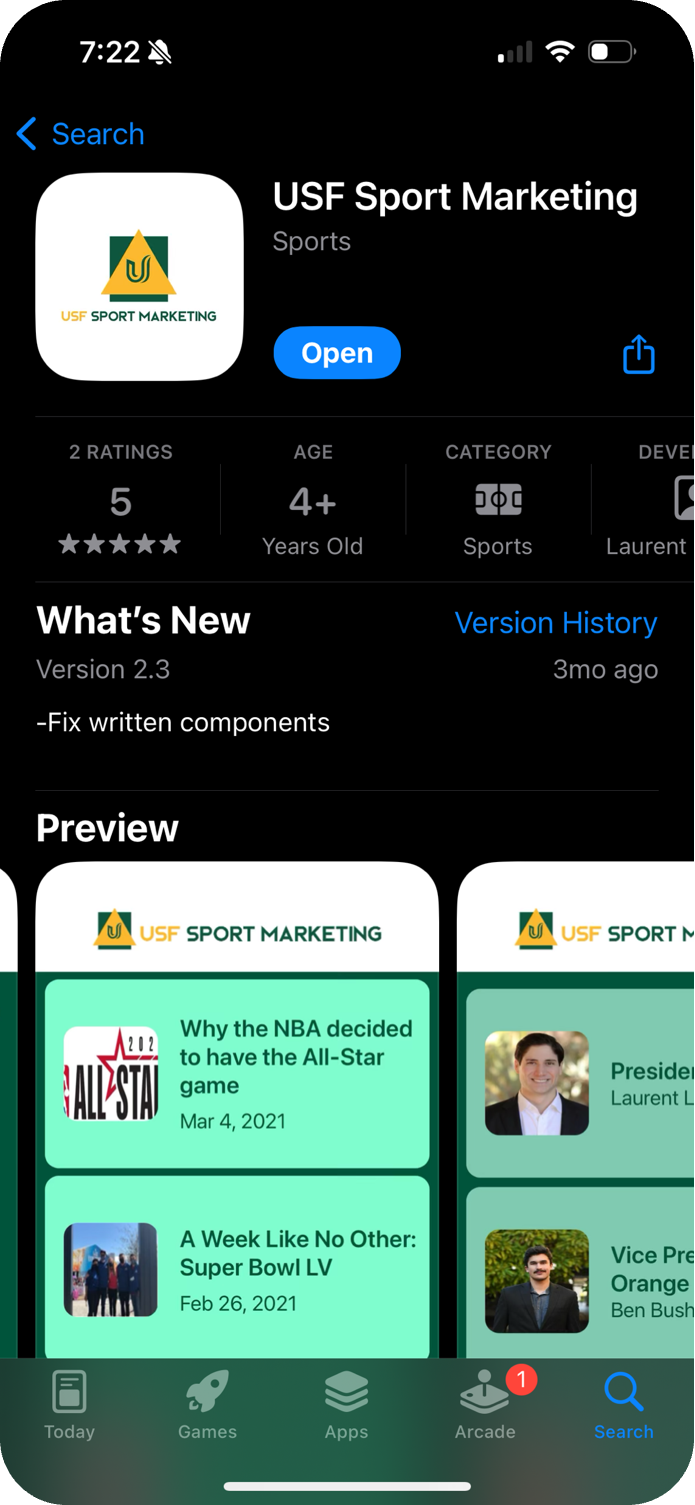 7:22
Search
USF SPORT MARKETING
USF Sport Marketing
Sports
Open
2 RATINGS
5
★★★★★
AGE
4+
Years Old
CATEGORY
Sports
DEVE
Laurent
What's New
Version History
Version 2.3
3mo ago
-Fix written components
Preview
USF SPORT MARKETING
202
ALL STAR
Why the NBA decided
to have the All-Star
game
Mar 4, 2021
A Week Like No Other:
Super Bowl LV
Feb 26, 2021
USF SPORT M
Presiden
Laurent L
Vice Pre
Orange
Ben Bush
Today
Games
Apps
Arcade
1
Search